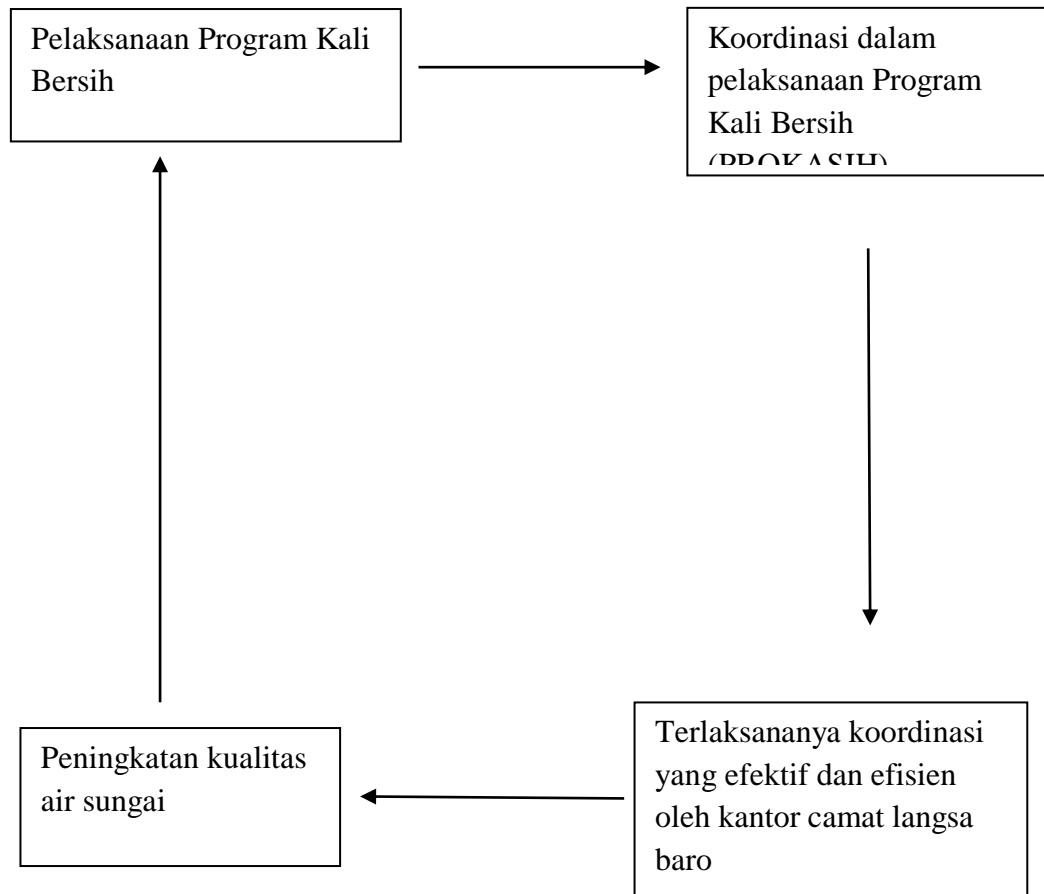 Pelaksanaan Program Kali
Bersih
Koordinasi dalam
pelaksanaan Program
Kali Bersih
(PROKASIH)
Terlaksananya koordinasi
yang efektif dan efisien
oleh kantor camat langsa
baro
Peningkatan kualitas
air sungai